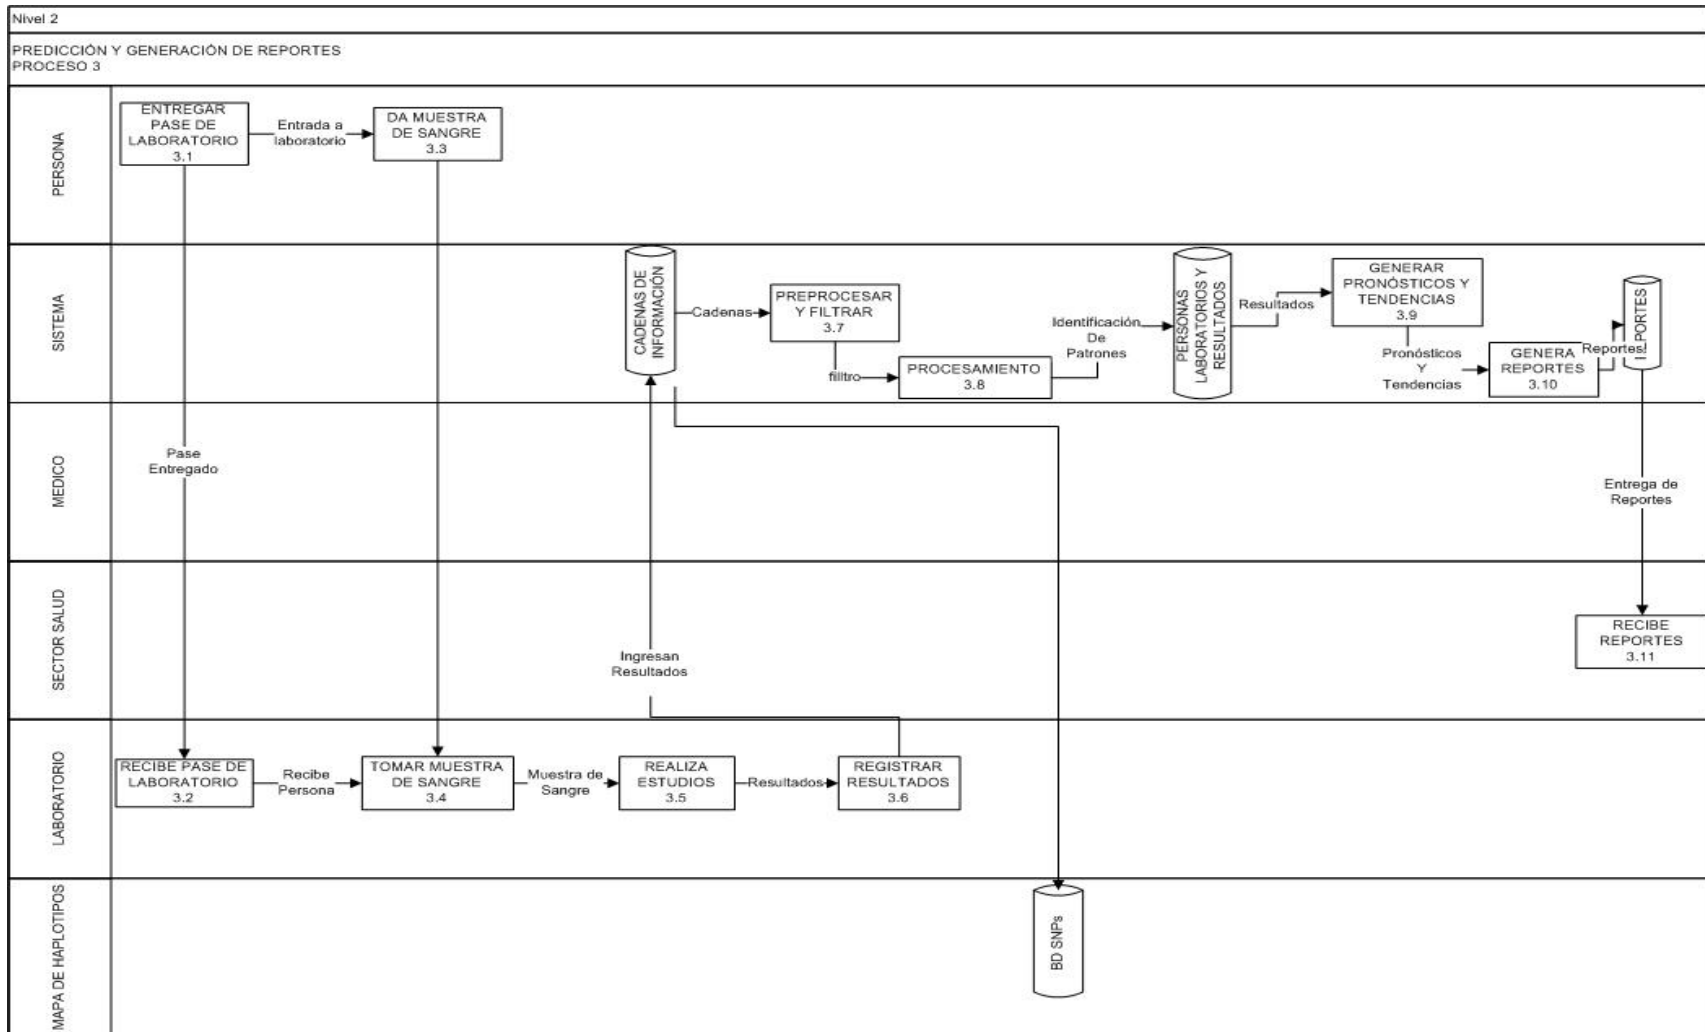 Nivel 2
PREDICCIÓN Y GENERACIÓN DE REPORTES
PROCESO 3
PERSONA
ENTREGAR
PASE DE
LABORATORIO
3.1
Entrada a
laboratorio
DA MUESTRA
DE SANGRE
3.3
SISTEMA
CADENAS DE
INFORMACIÓN
Cadenas
PREPROCESAR
Y FILTRAR
3.7
filltro
PROCESAMIENTO
3.8
Identificación
De
Patrones
PERSONAS
LABORATORIOS Y
RESULTADOS
Resultados
GENERAR
PRONÓSTICOS Y
TENDENCIAS
3.9
Pronósticos
Y
Tendencias
GENERA
REPORTES
3.10
Reportes
MEDICO
Pase
Entregado
Entrega de
Reportes
SECTOR SALUD
Ingresan
Resultados
RECIBE
REPORTES
3.11
LABORATORIO
RECIBE PASE DE
LABORATORIO
3.2
Recibe
Persona
TOMAR MUESTRA
DE SANGRE
3.4
Muestra de
Sangre
REALIZA
ESTUDIOS
3.5
Resultados
REGISTRAR
RESULTADOS
3.6
MAPA DE HAPLOTIPOS
BD SNPs